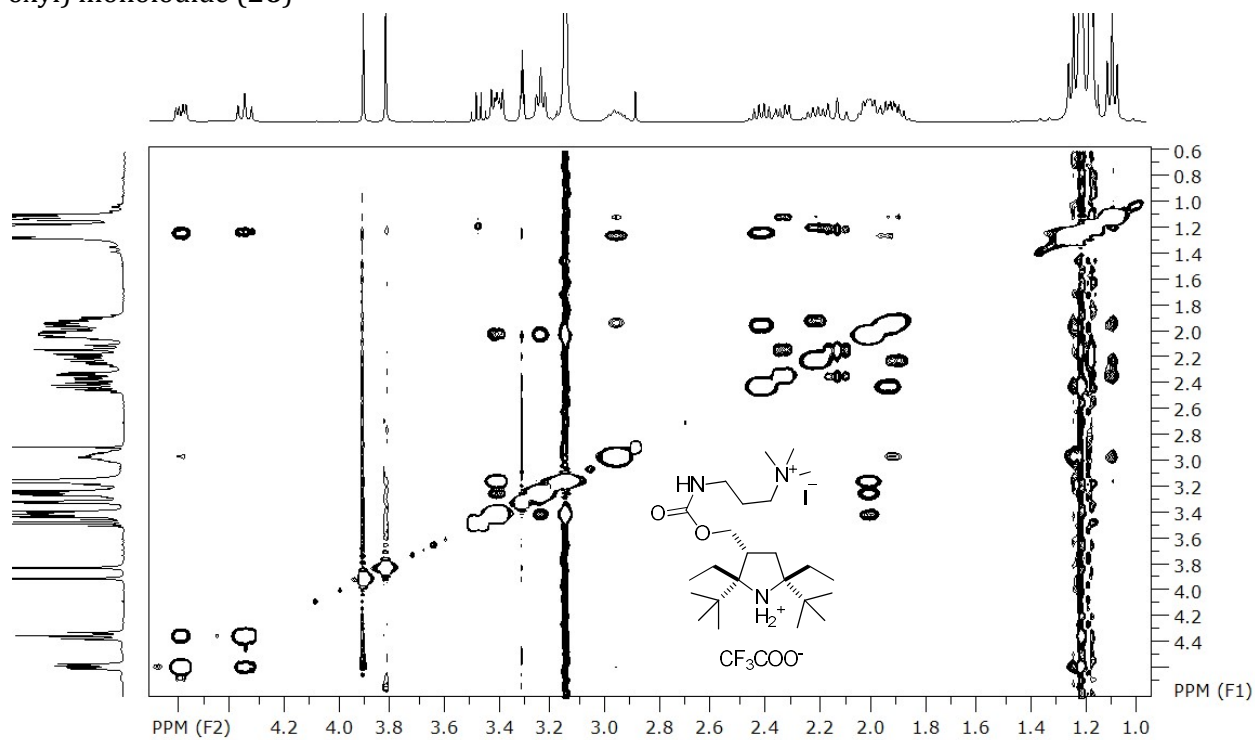 oxyl) monoiodide
0.6
0.8
1.0
1.2
1.4
1.6
1.8
2.0
2.2
2.4
2.6
2.8
3.0
3.2
3.4
3.6
3.8
4.0
4.2
4.4
PPM (F1)
N+
HN
I−
O
O
N
H2+
CF3COO-
PPM (F2) 4.2 4.0 3.8 3.6 3.4 3.2 3.0 2.8 2.6 2.4 2.2 2.0 1.8 1.6 1.4 1.2 1.0